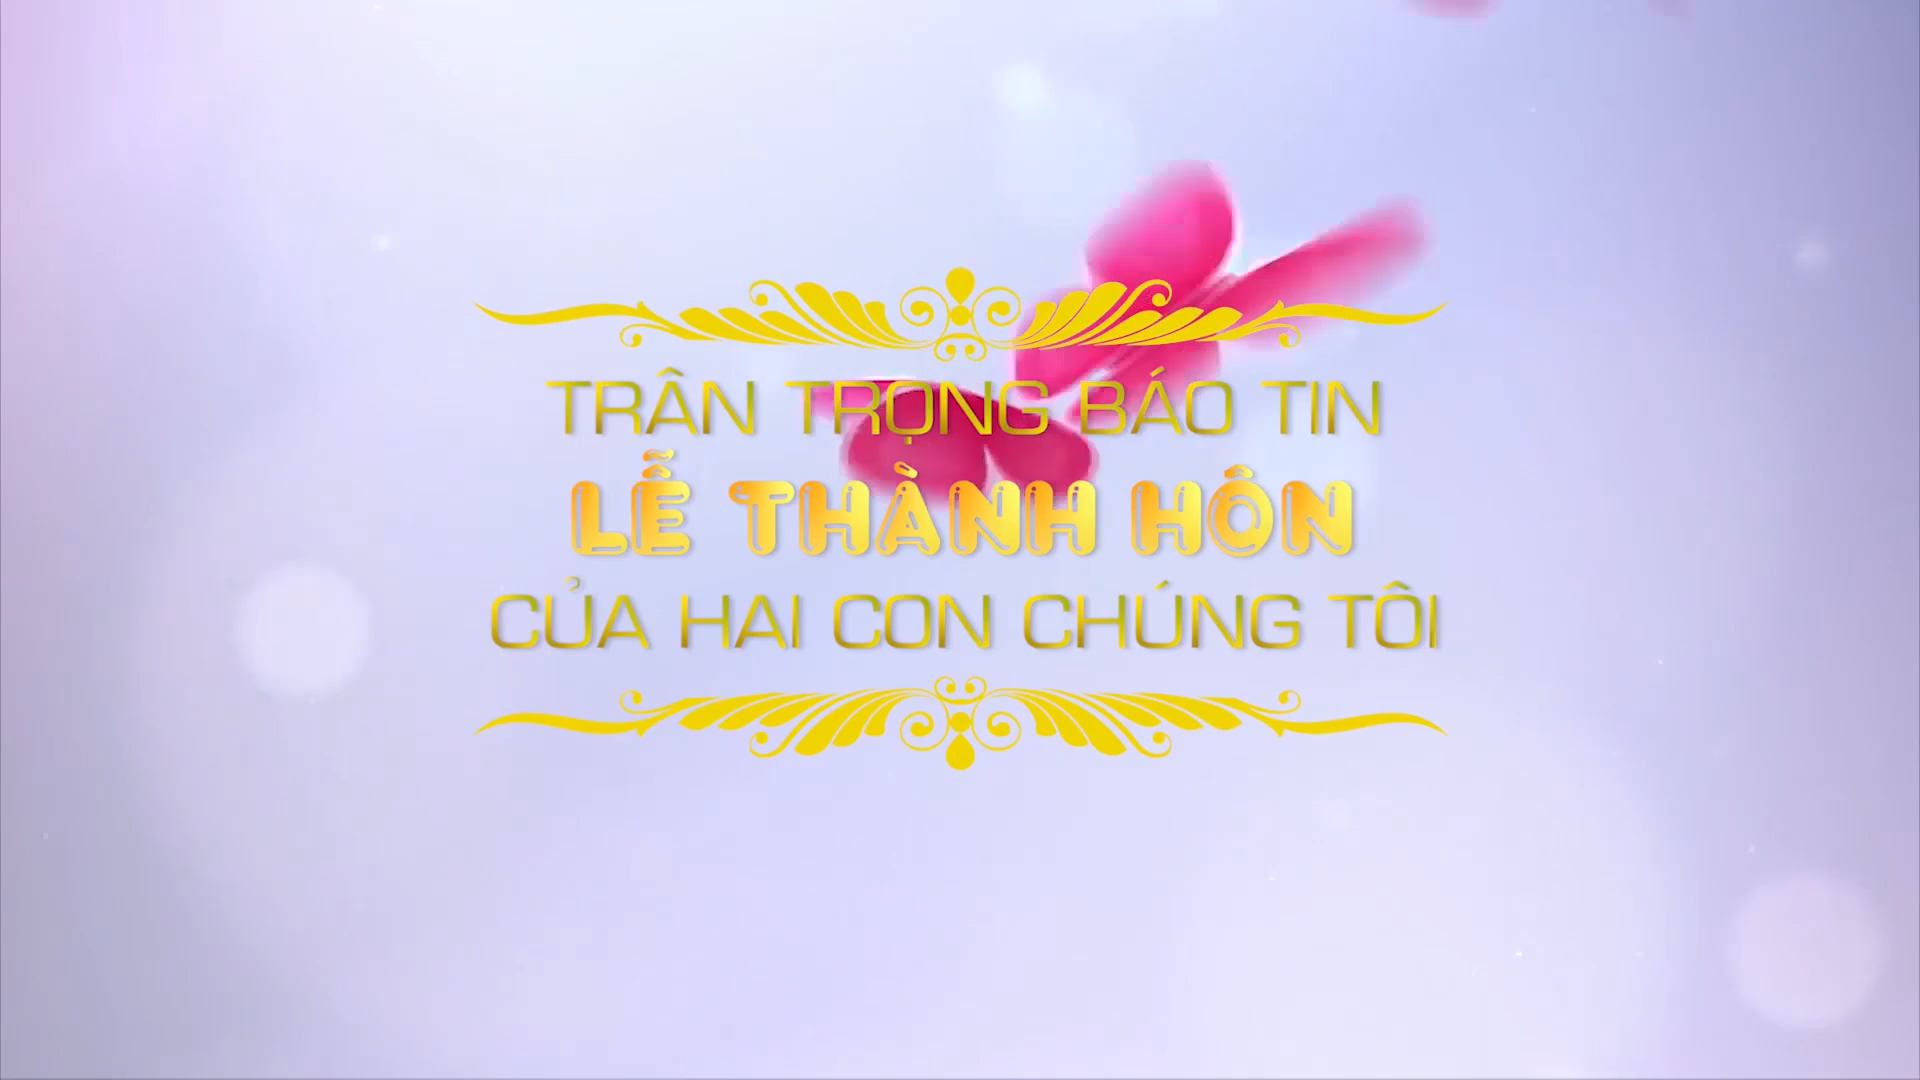 TRÂN TRỌNG BÁO TIN
LỄ THÀNH HÔN
CỦA HAI CON CHÚNG TÔI